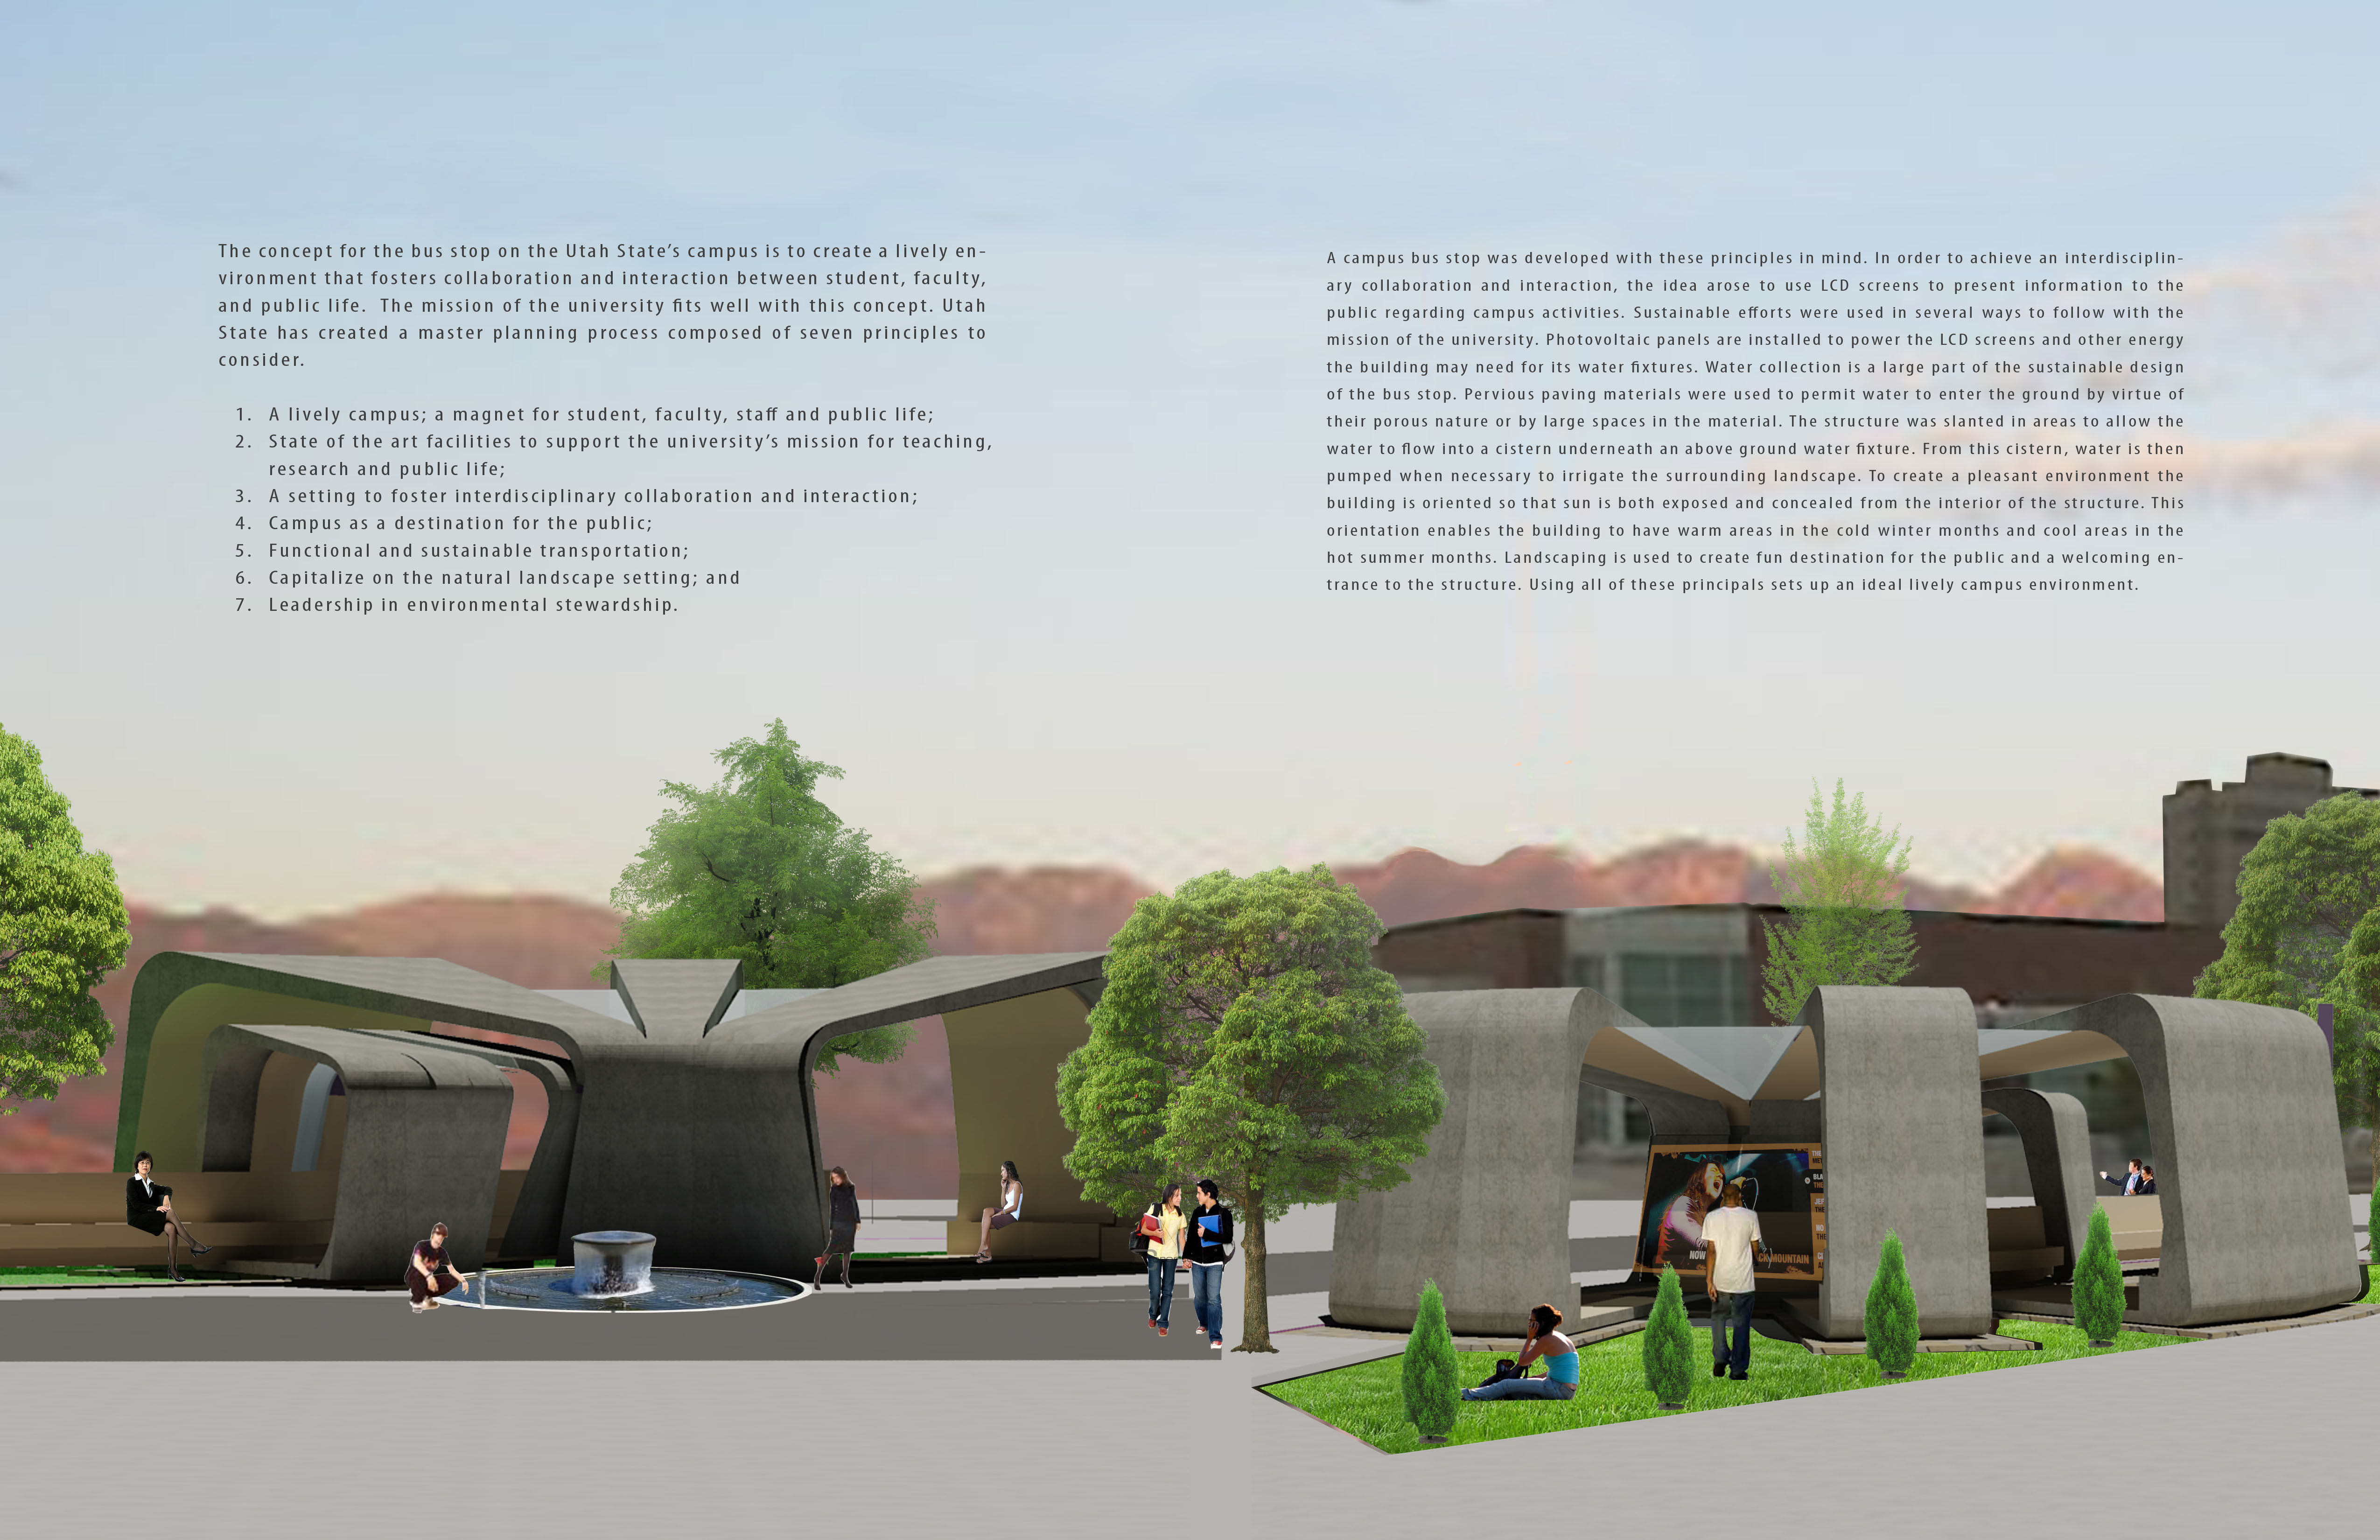 The concept for the bus stop on the Utah State’s campus is to create a lively en-
vironment that fosters collaboration and interaction between student, faculty,
and public life.  The mission of the university fits well with this concept. Utah
State has created a master planning process composed of seven principles to
consider.
1. A lively campus; a magnet for student, faculty, staff and public life;
2. State of the art facilities to support the university’s mission for teaching,
research and public life;
3. A setting to foster interdisciplinary collaboration and interaction;
4. Campus as a destination for the public;
5. Functional and sustainable transportation;
6. Capitalize on the natural landscape setting; and
7. Leadership in environmental stewardship.
A campus bus stop was developed with these principles in mind. In order to achieve an interdisciplin-
ary collaboration and interaction, the idea arose to use LCD screens to present information to the
public regarding campus activities. Sustainable efforts were used in several ways to follow with the
mission of the university. Photovoltaic panels are installed to power the LCD screens and other energy
the building may need for its water fixtures. Water collection is a large part of the sustainable design
of the bus stop. Pervious paving materials were used to permit water to enter the ground by virtue of
their porous nature or by large spaces in the material. The structure was slanted in areas to allow the
water to flow into a cistern underneath an above ground water fixture. From this cistern, water is then
pumped when necessary to irrigate the surrounding landscape. To create a pleasant environment the
building is oriented so that sun is both exposed and concealed from the interior of the structure. This
orientation enables the building to have warm areas in the cold winter months and cool areas in the
hot summer months. Landscaping is used to create fun destination for the public and a welcoming en-
trance to the structure. Using all of these principals sets up an ideal lively campus environment.
THE
BLA
THE
THE
NO
THE
NOW
CK MOUNTAIN